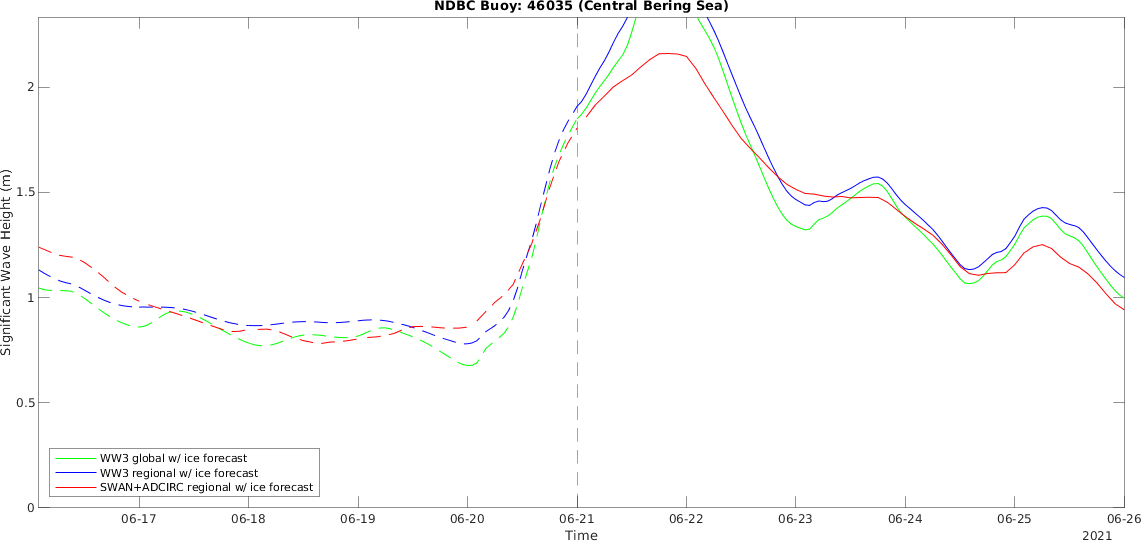 NDBC Buoy: 46035 (Central Bering Sea)
Significant Wave Height (m)
2
1.5
1
0.5
0
WW3 global w/ ice forecast
WW3 regional w/ ice forecast
SWAN+ADCIRC regional w/ ice forecast
06-17 06-18 06-19 06-20 06-21 06-22 06-23 06-24 06-25 06-26
Time
2021